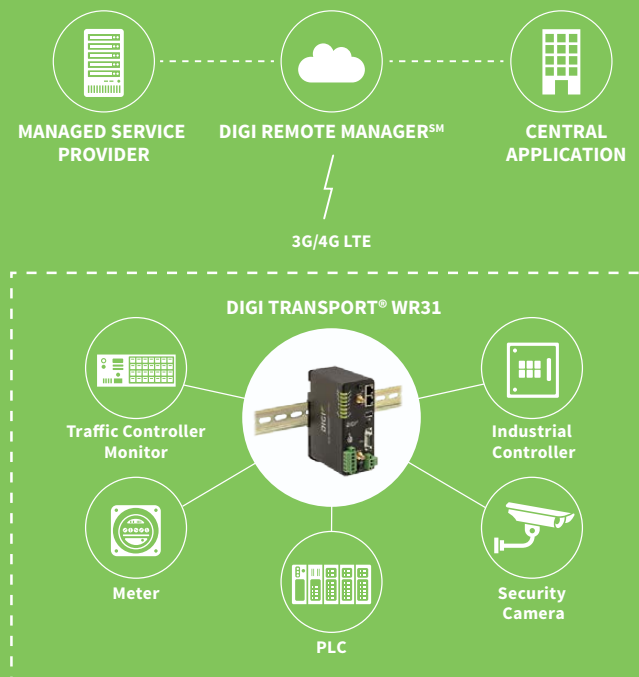 MANAGED SERVICE
PROVIDER
DIGI REMOTE MANAGER℠
CENTRAL
APPLICATION
3G/4G LTE
DIGI TRANSPORT® WR31
DIGI
Traffic Controller
Monitor
Industrial
Controller
Meter
Security
Camera
PLC